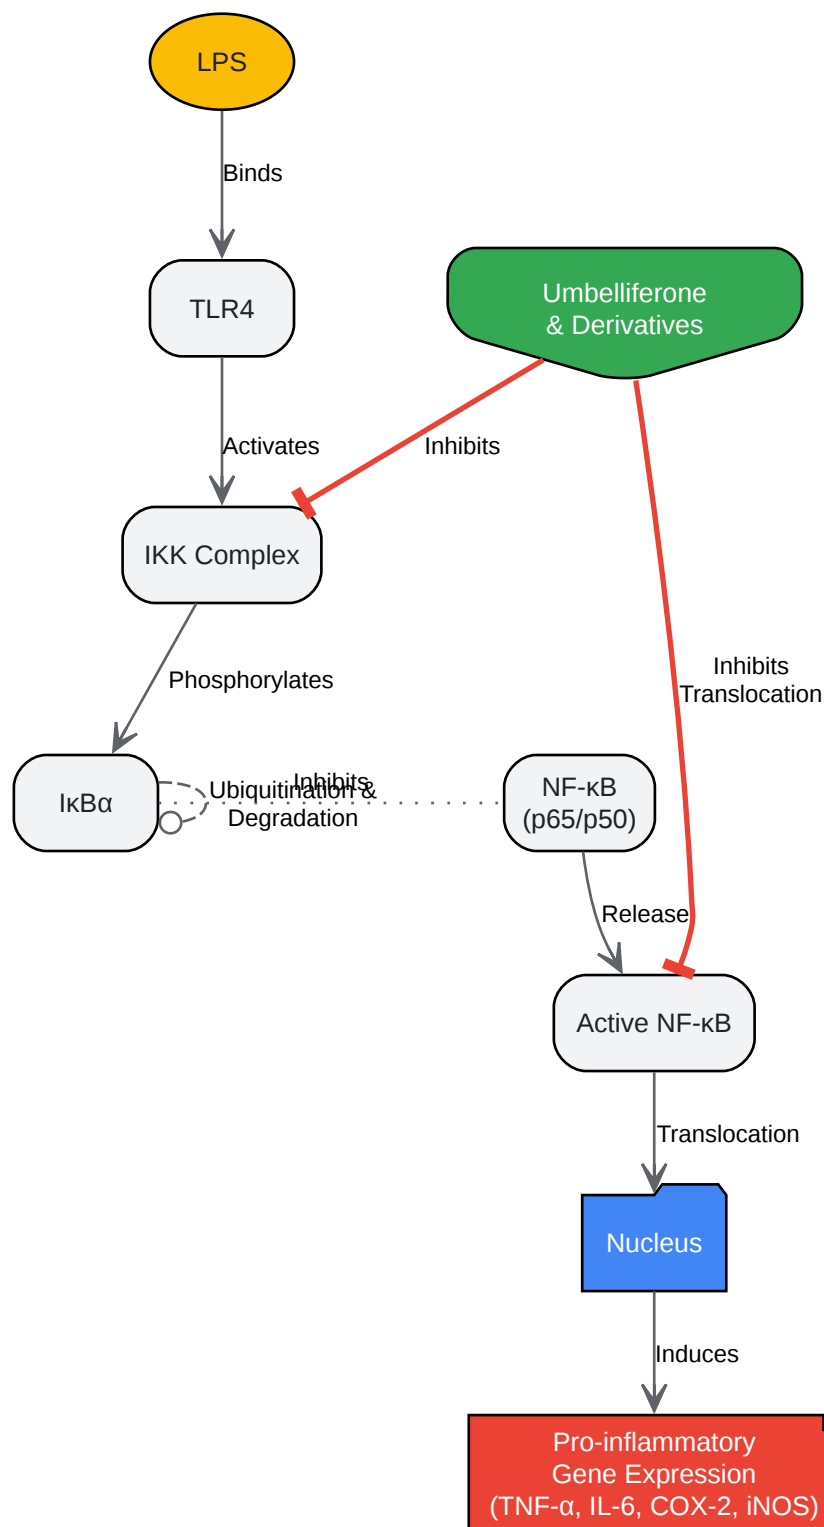 LPS
Binds
TLR4
Umbelliferone
& Derivatives
Activates
Inhibits
IKK Complex
Inhibits
Translocation
Phosphorylates
IκBα
Inhibits
Ubiquitination &
Degradation
NF-κB
(p65/p50)
Release
Active NF-κB
Translocation
Nucleus
Induces
Pro-inflammatory
Gene Expression
(TNF-α, IL-6, COX-2, iNOS)